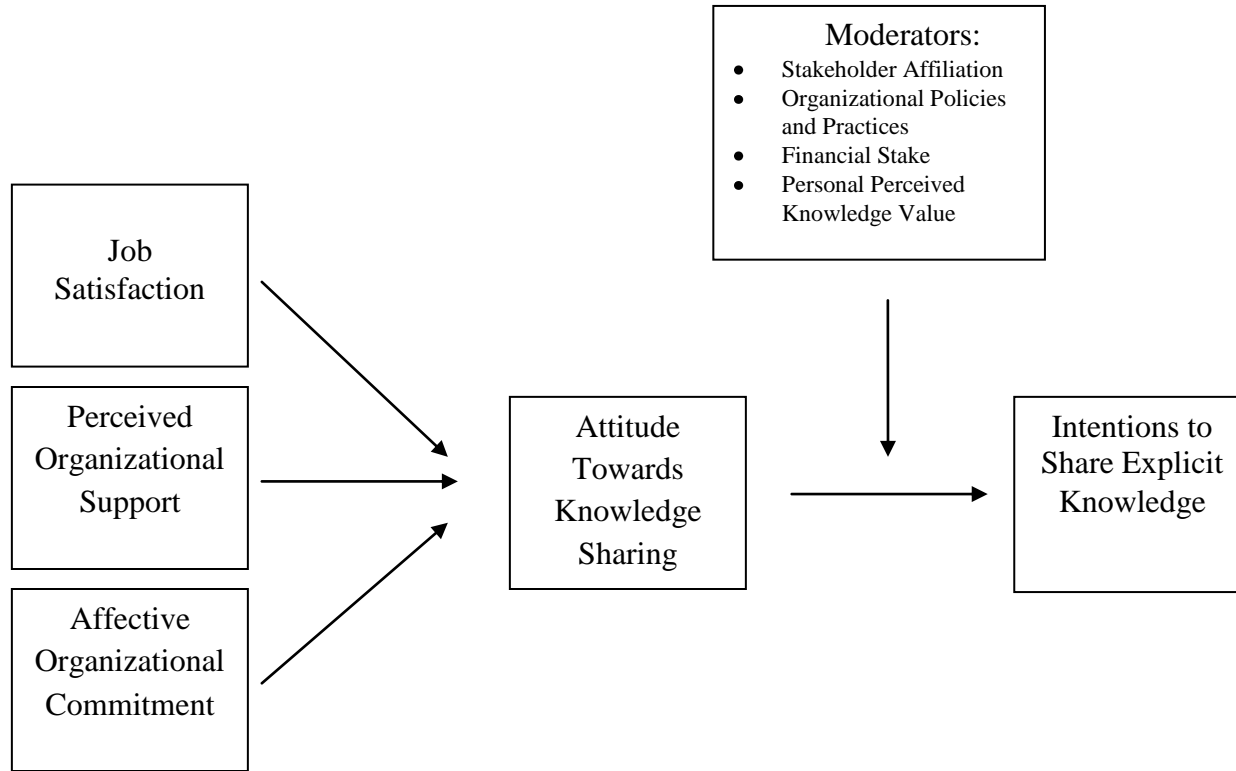 Moderators:
• Stakeholder Affiliation
• Organizational Policies
and Practices
• Financial Stake
• Personal Perceived
Knowledge Value
Job
Satisfaction
Perceived
Organizational
Support
Affective
Organizational
Commitment
Attitude
Towards
Knowledge
Sharing
Intentions to
Share Explicit
Knowledge